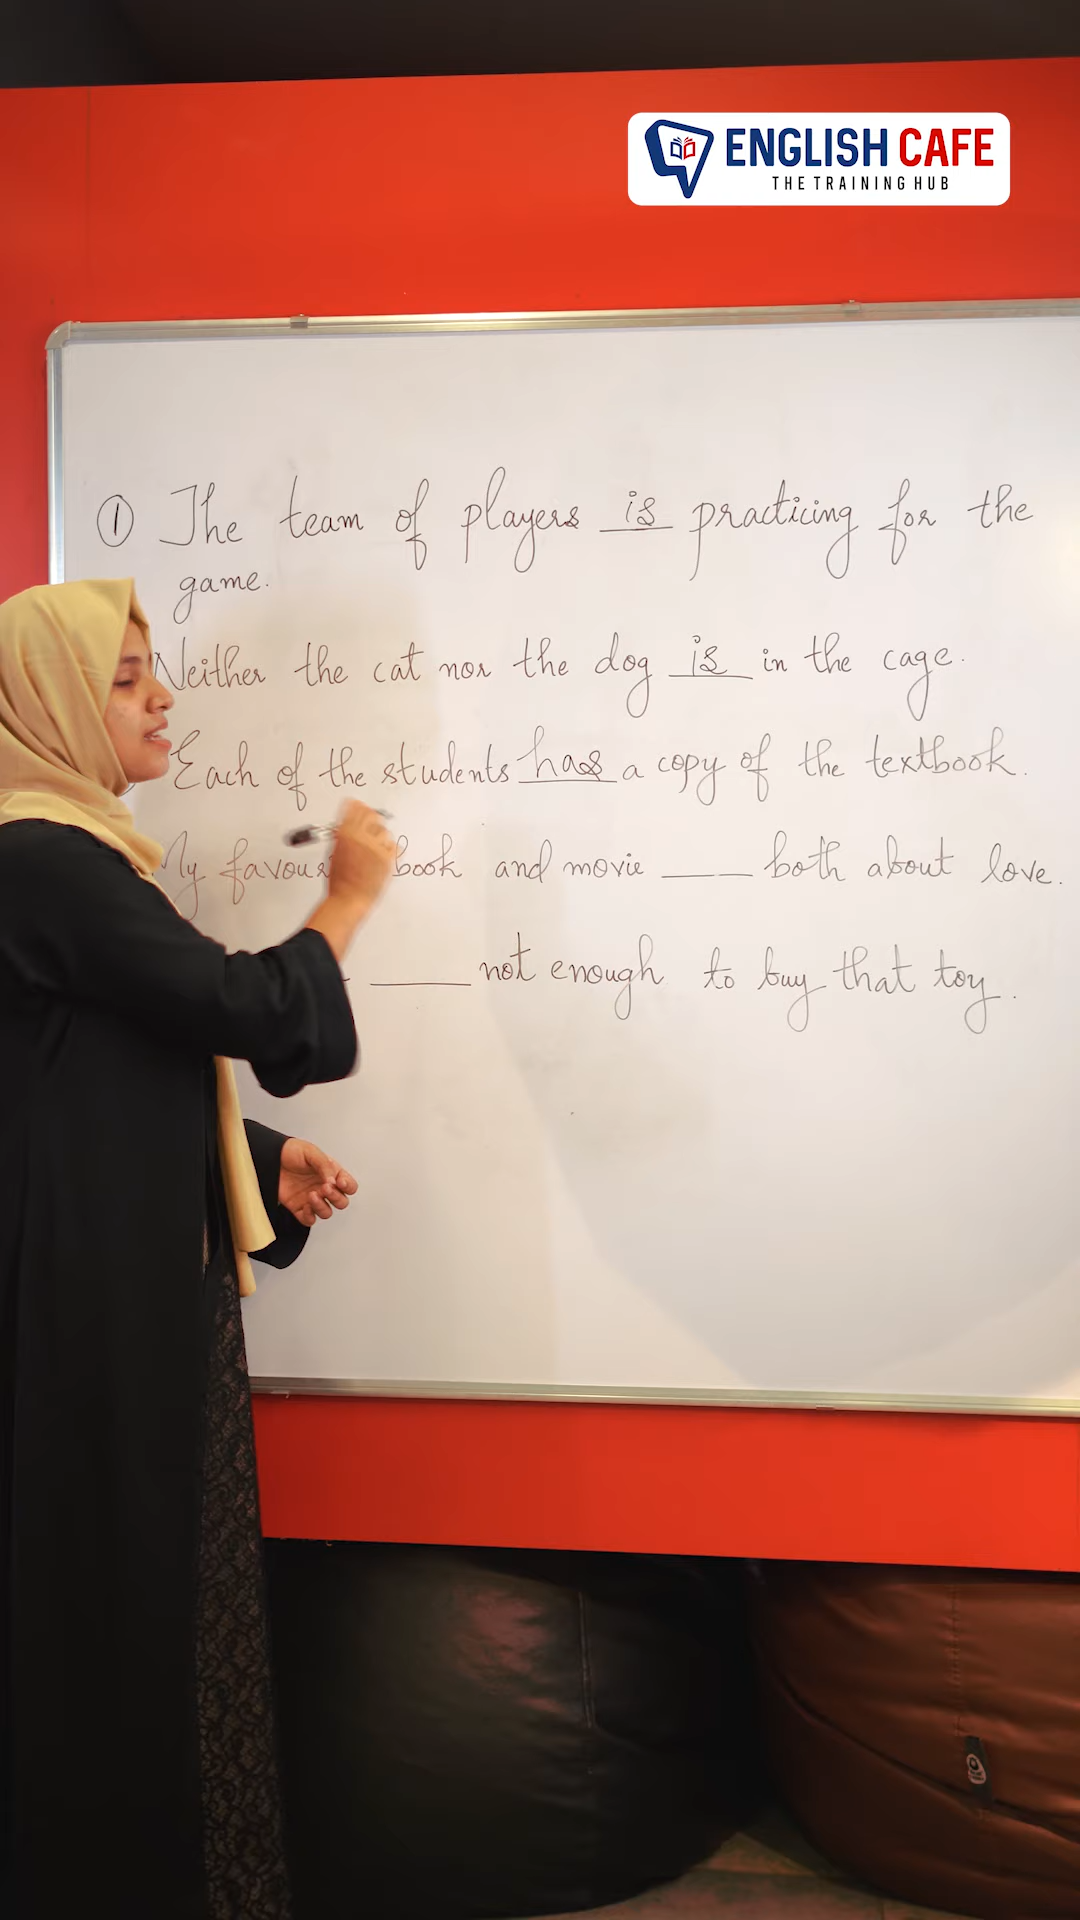 ENGLISH CAFE
THE TRAINING HUB
① The team of players is practicing for the
game.
Neither the cat nor the dog is in the cage.
Each of the students has a copy of the textbook.
My book and movie ____ both about love.
____ not enough to buy that toy.